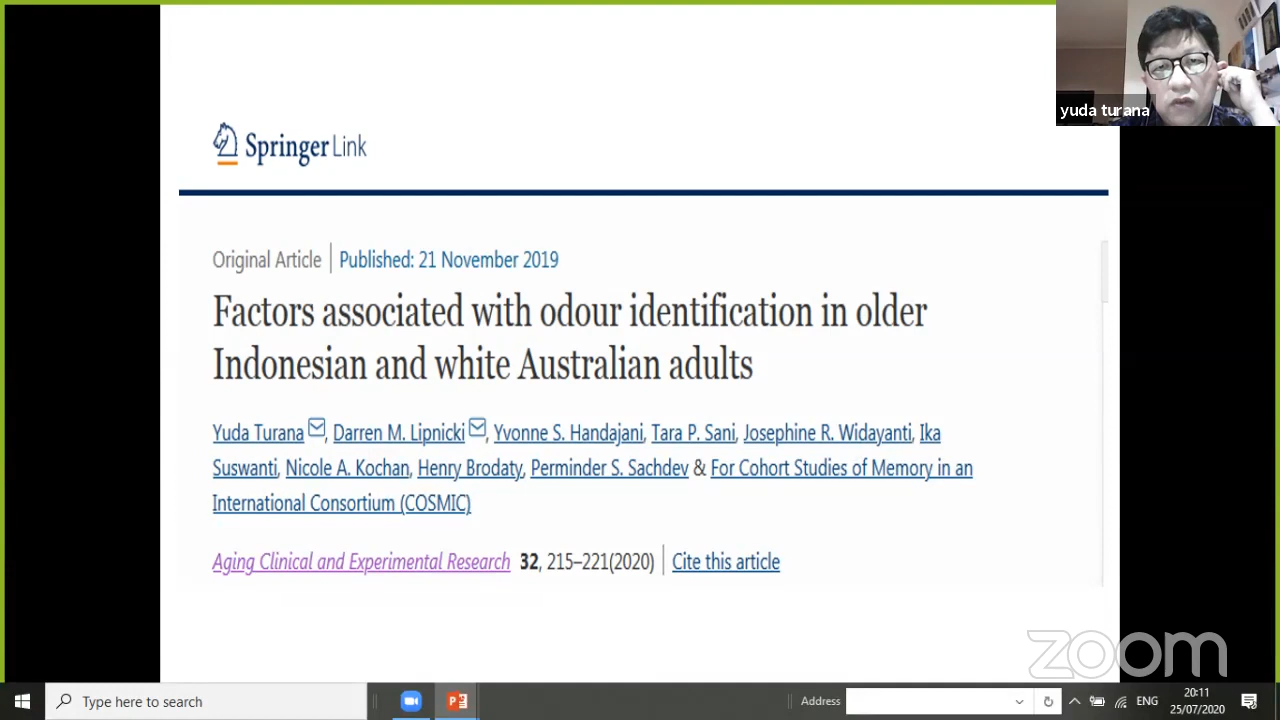 yuda turana
Springer Link
Original Article | Published: 21 November 2019
Factors associated with odour identification in older
Indonesian and white Australian adults
Yuda Turana, Darren M. Lipnicki, Yvonne S. Handajani, Tara P. Sani, Josephine R. Widayanti, Ika
Suswanti, Nicole A. Kochan, Henry Brodaty, Perminder S. Sachdev & For Cohort Studies of Memory in an
International Consortium (COSMIC)
Aging Clinical and Experimental Research 32, 215–221(2020) | Cite this article
zoom
Type here to search
Address
ENG
20:11
25/07/2020